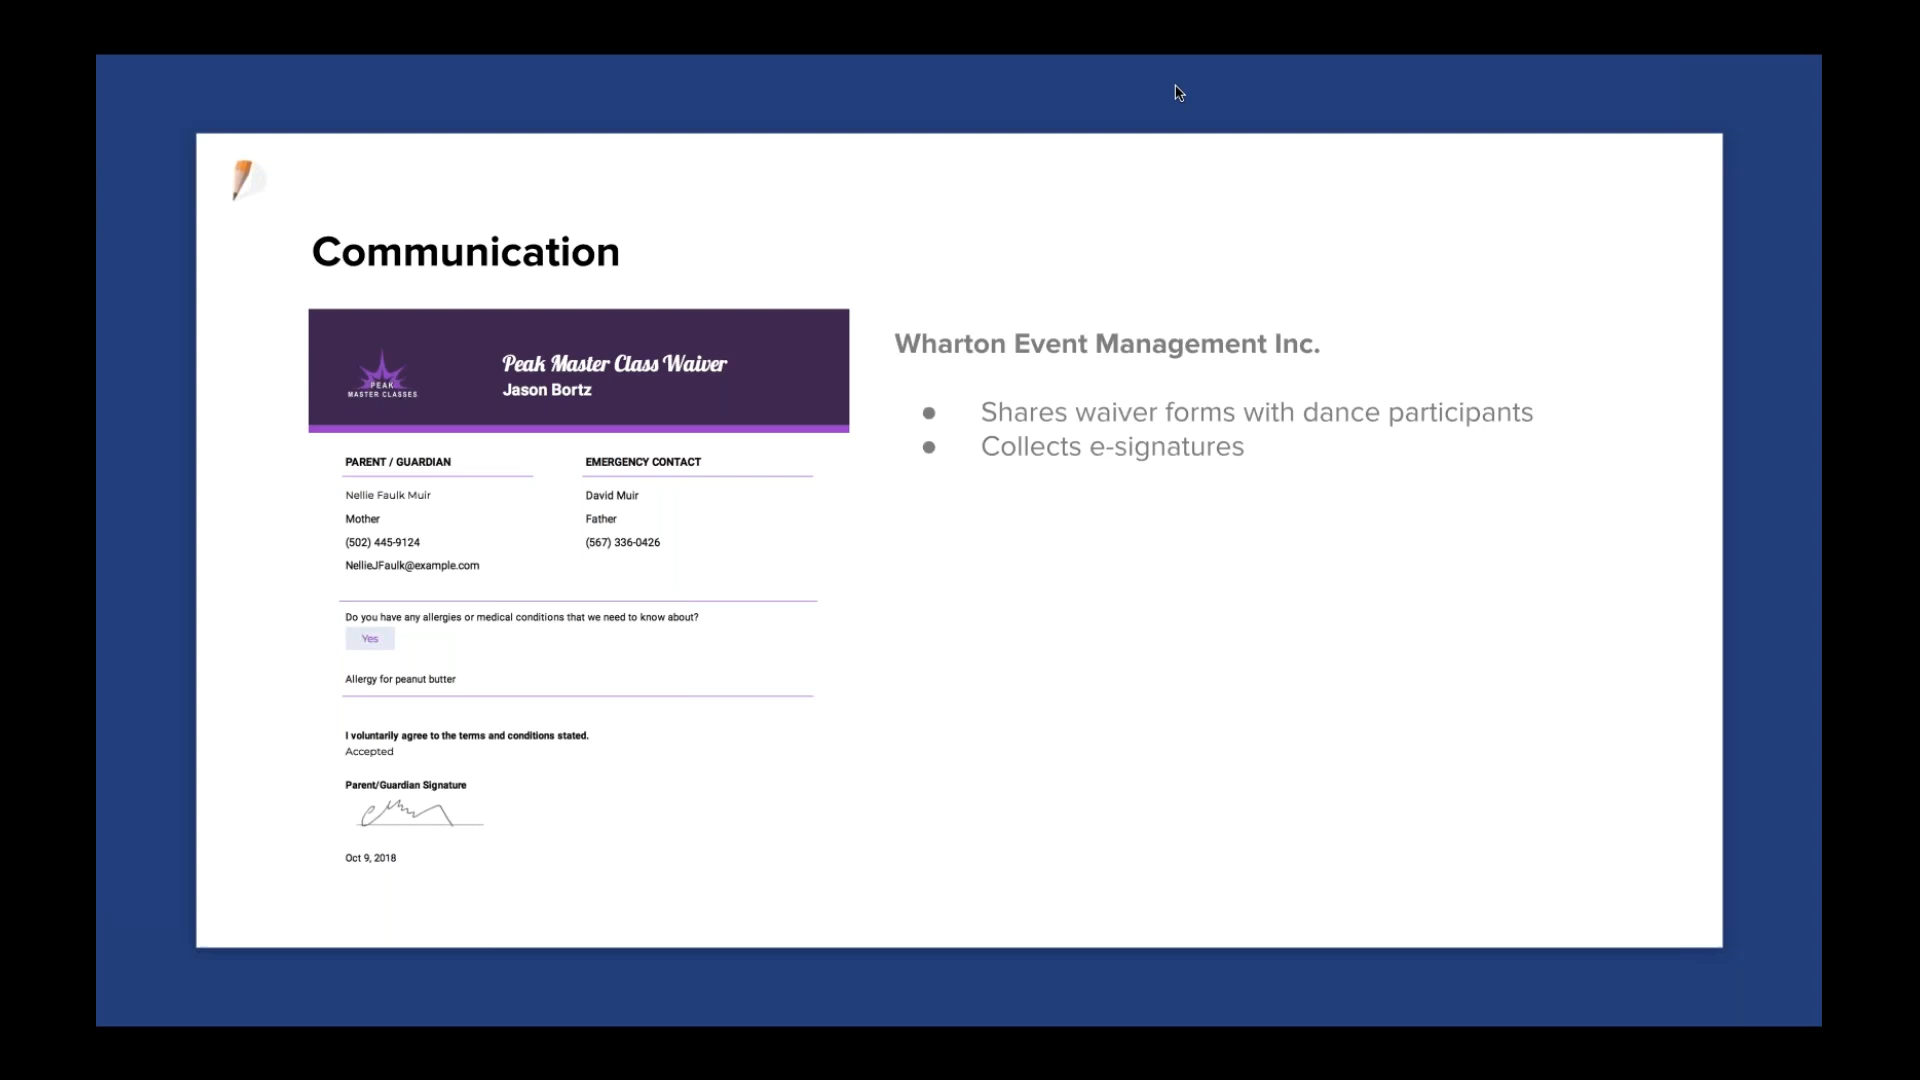 Communication
PEAK
MASTER CLASSES
Peak Master Class Waiver
Jason Bortz
PARENT / GUARDIAN
Nellie Faulk Muir
Mother
(502) 445-9124
NellieJFaulk@example.com
EMERGENCY CONTACT
David Muir
Father
(567) 336-0426
Do you have any allergies or medical conditions that we need to know about?
Yes
Allergy for peanut butter
I voluntarily agree to the terms and conditions stated.
Accepted
Parent/Guardian Signature
Oct 9, 2018
Wharton Event Management Inc.
● Shares waiver forms with dance participants
● Collects e-signatures